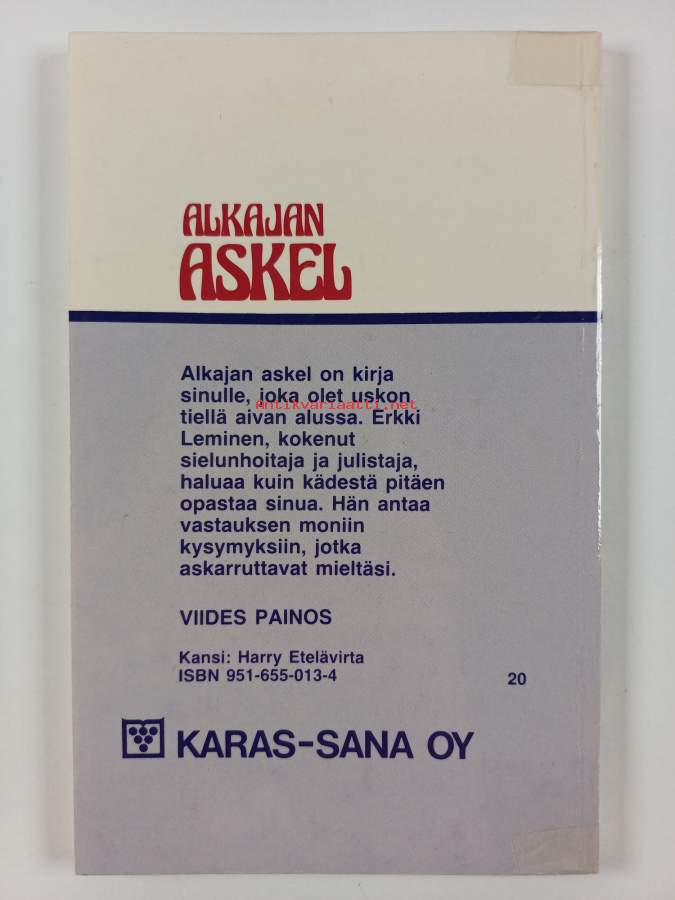 ALKAJAN
ASKEL
Alkajan askel on kirja
sinulle, joka olet uskon
Antikvariaatti.net
tiellä aivan alussa. Erkki
Leminen, kokenut
sielunhoitaja ja julistaja,
haluaa kuin kädestä pitäen
opastaa sinua. Hän antaa
vastauksen moniin
kysymyksiin, jotka
askarruttavat mieltäsi.
VIIDES PAINOS
Kansi: Harry Etelävirta
ISBN 951-655-013-4
20
KARAS-SANA OY